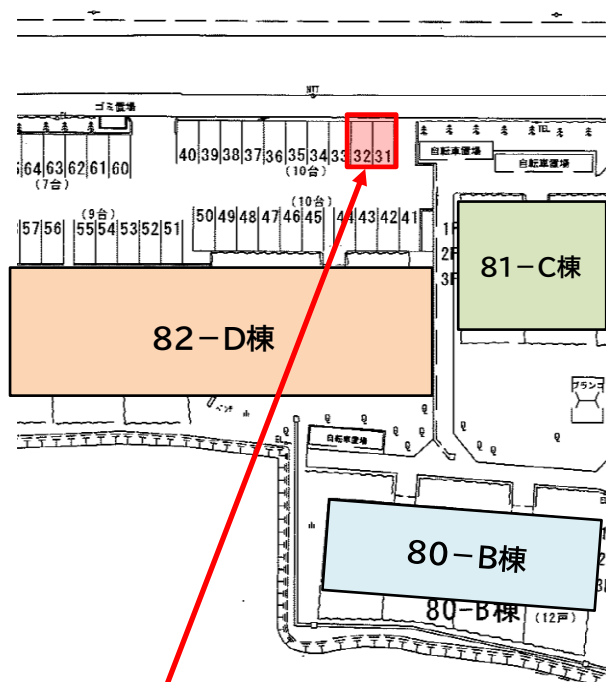 NTT
ゴミ置場
TEL
40 39 38 37 36 35 34 33 32 31
(10台)
自転車置場
自転車置場
64 63 62 61 60
(7台)
(10台)
50 49 48 47 46 45 44 43 42 41
(9台)
57 56 55 54 53 52 51
1F
2F
3F
81-C棟
82-D棟
ブランコ
ベンチ
自転車置場
80-B棟
80-B棟 (12戸)